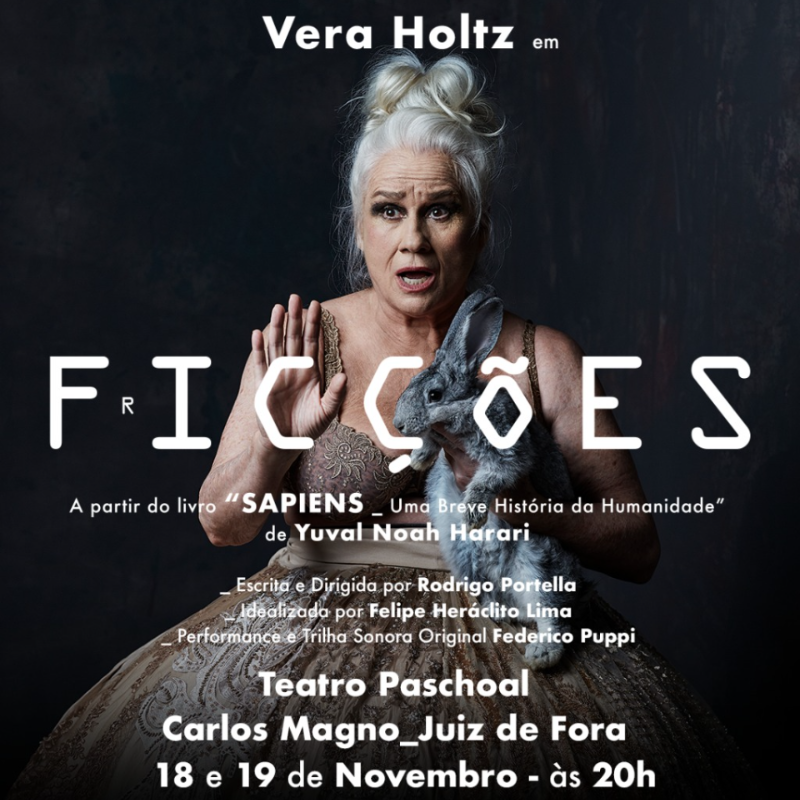 Vera Holtz em
FRICÇÕES
A partir do livro “SAPIENS _ Uma Breve História da Humanidade”
de Yuval Noah Harari
_ Escrita e Dirigida por Rodrigo Portella
_ Idealizada por Felipe Heráclito Lima
_ Performance e Trilha Sonora Original Federico Puppi
Teatro Paschoal
Carlos Magno_Juiz de Fora
18 e 19 de Novembro - às 20h